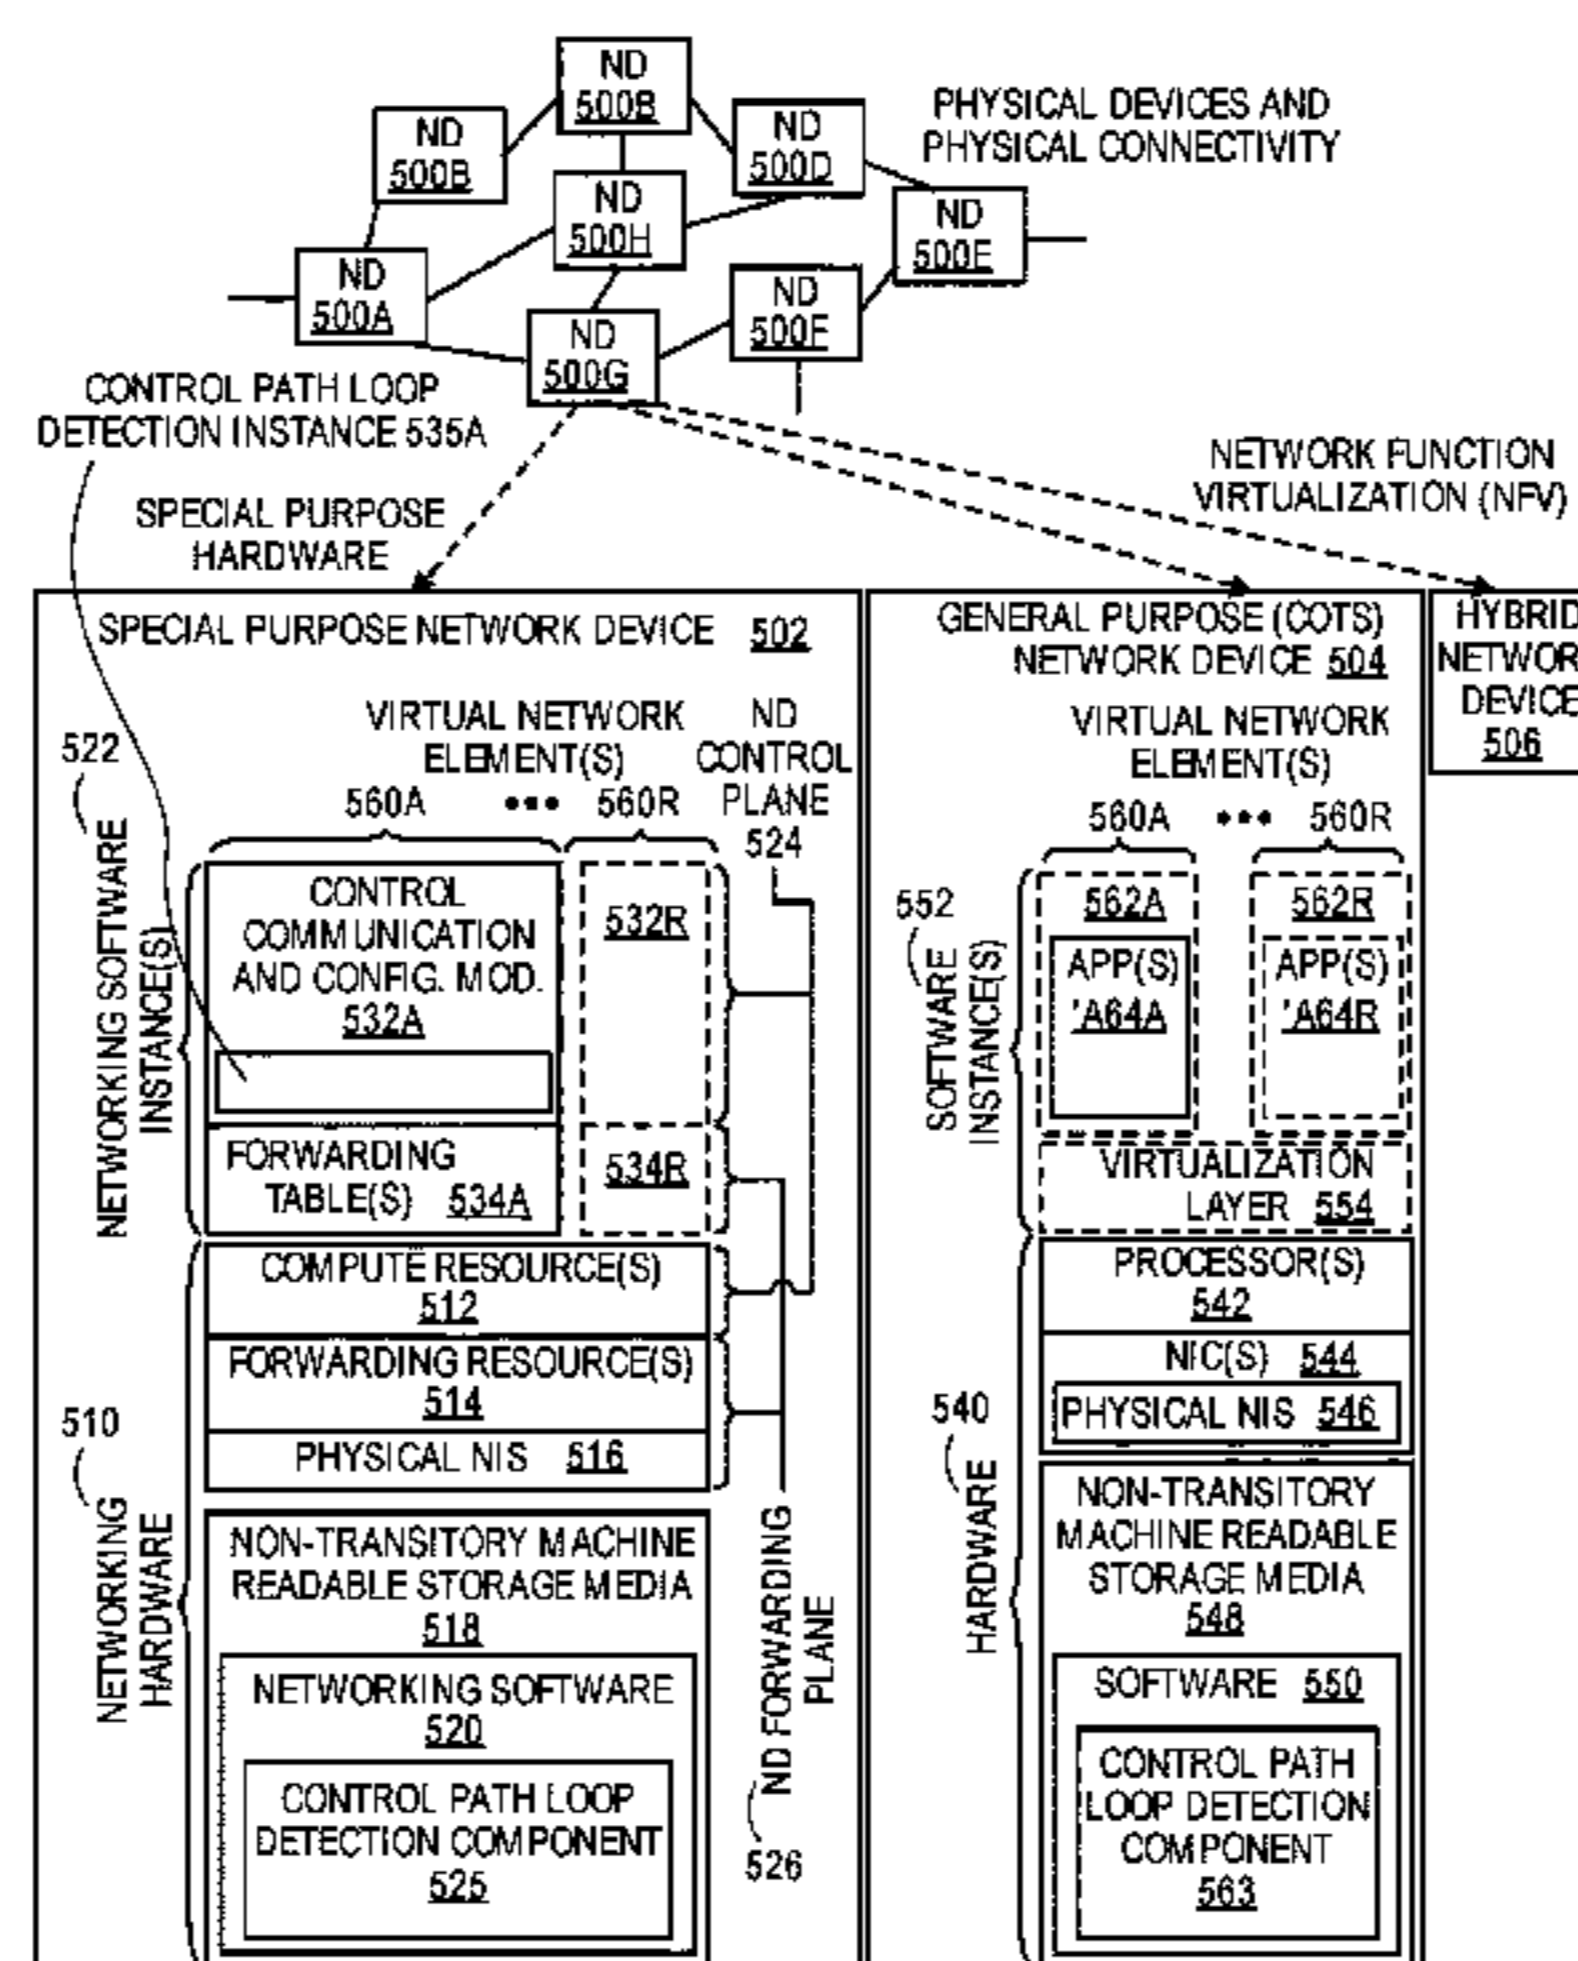 ND
500B
ND
500B
ND
500D
PHYSICAL DEVICES AND
PHYSICAL CONNECTIVITY
ND
500H
ND
500E
ND
500A
ND
500F
ND
500G
CONTROL PATH LOOP
DETECTION INSTANCE 535A
NETWORK FUNCTION
VIRTUALIZATION (NFV)
SPECIAL PURPOSE
HARDWARE
SPECIAL PURPOSE NETWORK DEVICE 502
VIRTUAL NETWORK
ELEMENT(S)
560A ••• 560R
ND
CONTROL
PLANE
524
522
NETWORKING SOFTWARE
INSTANCE(S)
CONTROL
COMMUNICATION
AND CONFIG. MOD.
532A
532R
FORWARDING
TABLE(S) 534A
534R
COMPUTE RESOURCE(S)
512
FORWARDING RESOURCE(S)
514
PHYSICAL NIS 516
510
NETWORKING
HARDWARE
NON-TRANSITORY MACHINE
READABLE STORAGE MEDIA
518
NETWORKING SOFTWARE
520
CONTROL PATH LOOP
DETECTION COMPONENT
525
ND FORWARDING
PLANE
526
GENERAL PURPOSE (COTS)
NETWORK DEVICE 504
VIRTUAL NETWORK
ELEMENT(S)
560A ••• 560R
552
SOFTWARE
INSTANCE(S)
562A
APP(S)
'A64A
562R
APP(S)
'A64R
VIRTUALIZATION
LAYER 554
PROCESSOR(S)
542
NIC(S) 544
PHYSICAL NIS 546
540
HARDWARE
NON-TRANSITORY
MACHINE READABLE
STORAGE MEDIA
548
SOFTWARE 550
CONTROL PATH
LOOP DETECTION
COMPONENT
563
HYBRID
NETWOR
DEVICE
506